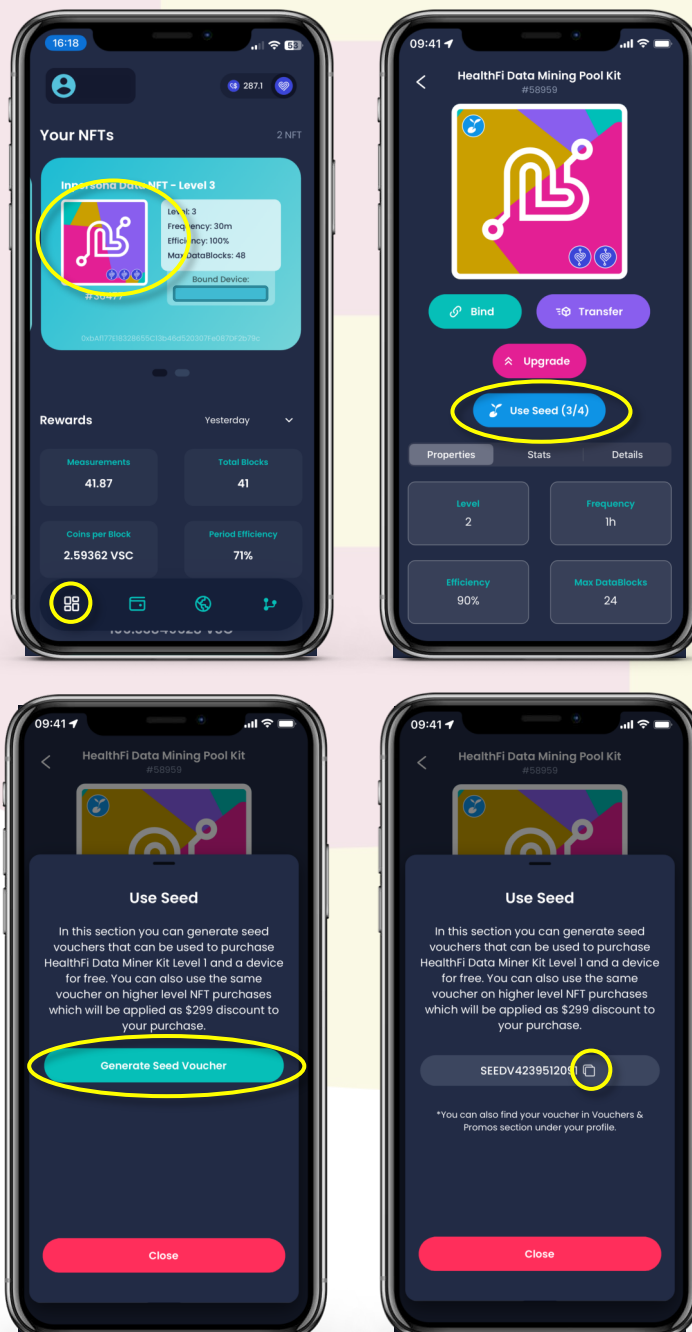 16:18
53
C$ 287.1
Your NFTs
2 NFT
Inpersona Data NFT - Level 3
Level: 3
Frequency: 30m
Efficiency: 100%
Max DataBlocks: 48
Bound Device:
Rewards
Yesterday
Measurements
41.87
Total Blocks
41
Coins per Block
2.59362 VSC
Period Efficiency
71%
09:41
HealthFi Data Mining Pool Kit
#58959
Bind
Transfer
Upgrade
Use Seed (3/4)
Properties
Stats
Details
Level
2
Frequency
1h
Efficiency
90%
Max DataBlocks
24
09:41
HealthFi Data Mining Pool Kit
#58959
Use Seed
In this section you can generate seed
vouchers that can be used to purchase
HealthFi Data Miner Kit Level 1 and a device
for free. You can also use the same
voucher on higher level NFT purchases
which will be applied as $299 discount to
your purchase.
Generate Seed Voucher
Close
09:41
HealthFi Data Mining Pool Kit
#58959
Use Seed
In this section you can generate seed
vouchers that can be used to purchase
HealthFi Data Miner Kit Level 1 and a device
for free. You can also use the same
voucher on higher level NFT purchases
which will be applied as $299 discount to
your purchase.
SEEDV4239512091
*You can also find your voucher in Vouchers &
Promos section under your profile.
Close